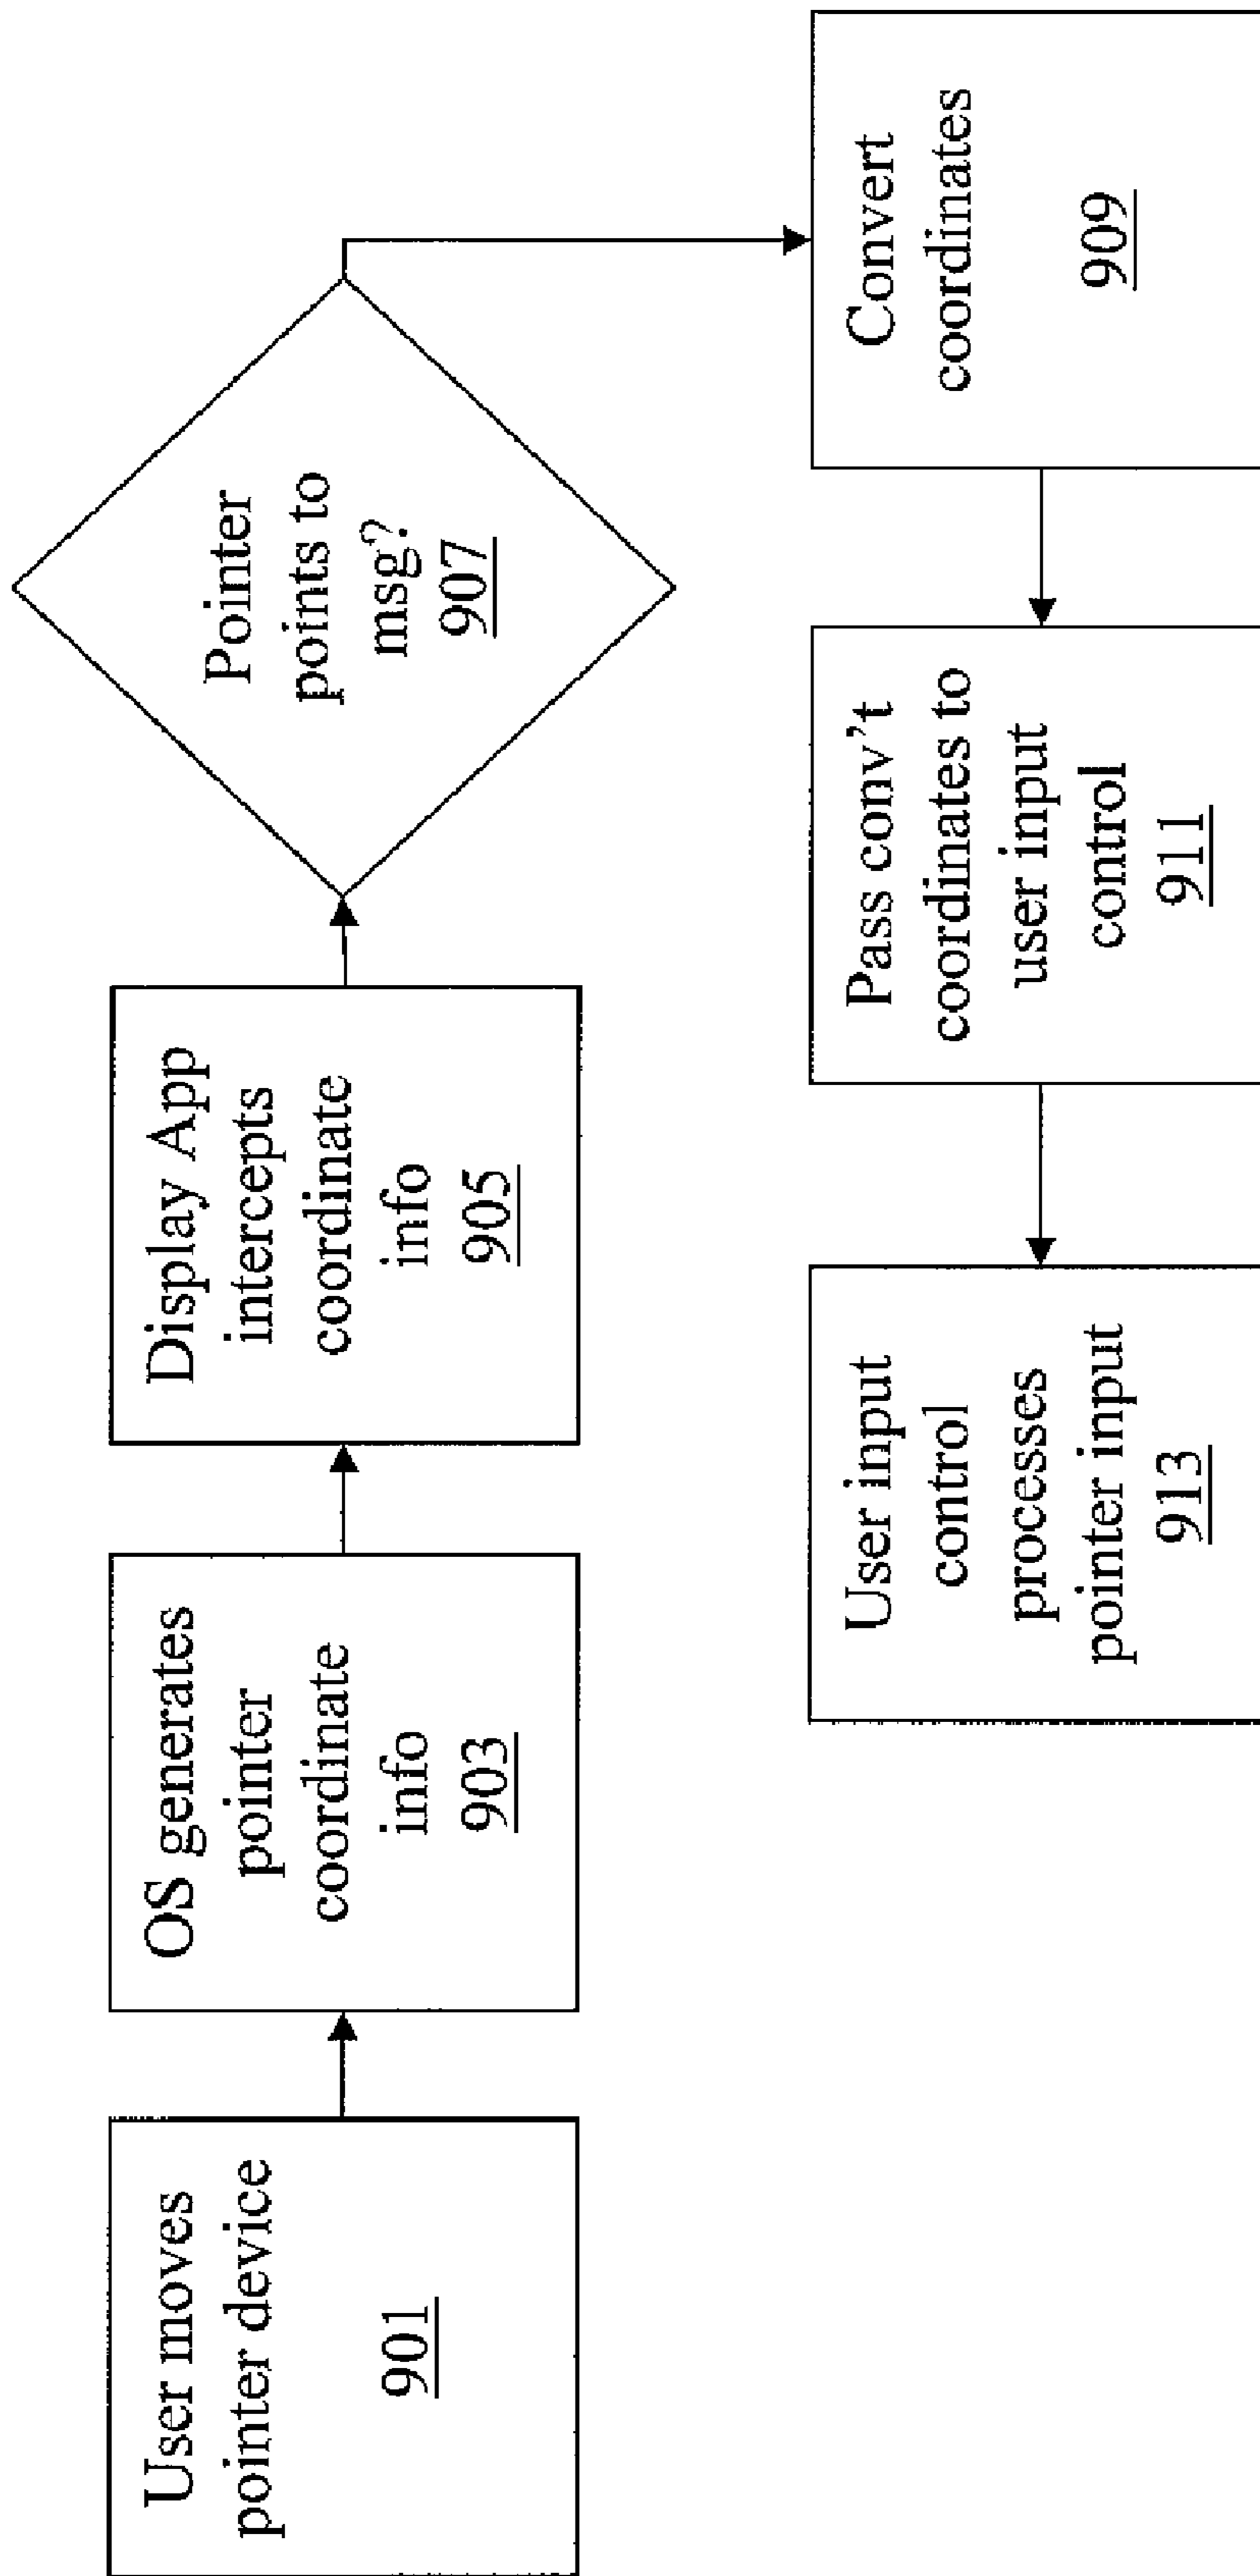 User moves
pointer device
901
OS generates
pointer
coordinate
info
903
Display App
intercepts
coordinate
info
905
Pointer
points to
msg?
907
Convert
coordinates
909
Pass conv't
coordinates to
user input
control
911
User input
control
processes
pointer input
913